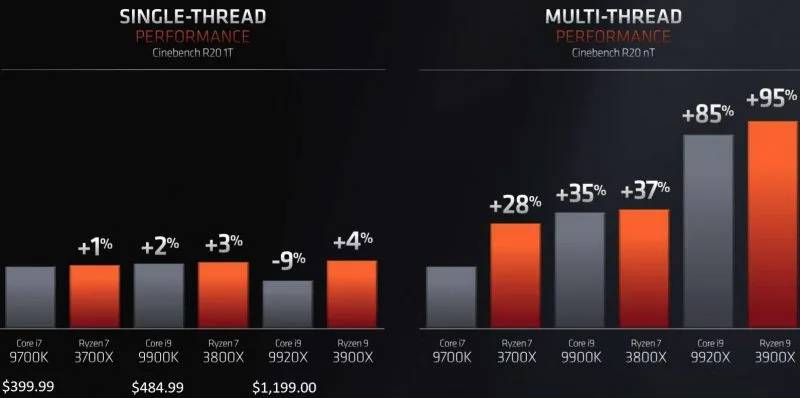 SINGLE-THREAD
PERFORMANCE
Cinebench R20 1T
+1%
+2%
+3%
-9%
+4%
Core i7
9700K
Ryzen 7
3700X
Core i9
9900K
Ryzen 7
3800X
Core i9
9920X
Ryzen 9
3900X
$399.99
$484.99
$1,199.00
MULTI-THREAD
PERFORMANCE
Cinebench R20 nT
+28%
+35%
+37%
+85%
+95%
Core i7
9700K
Ryzen 7
3700X
Core i9
9900K
Ryzen 7
3800X
Core i9
9920X
Ryzen 9
3900X